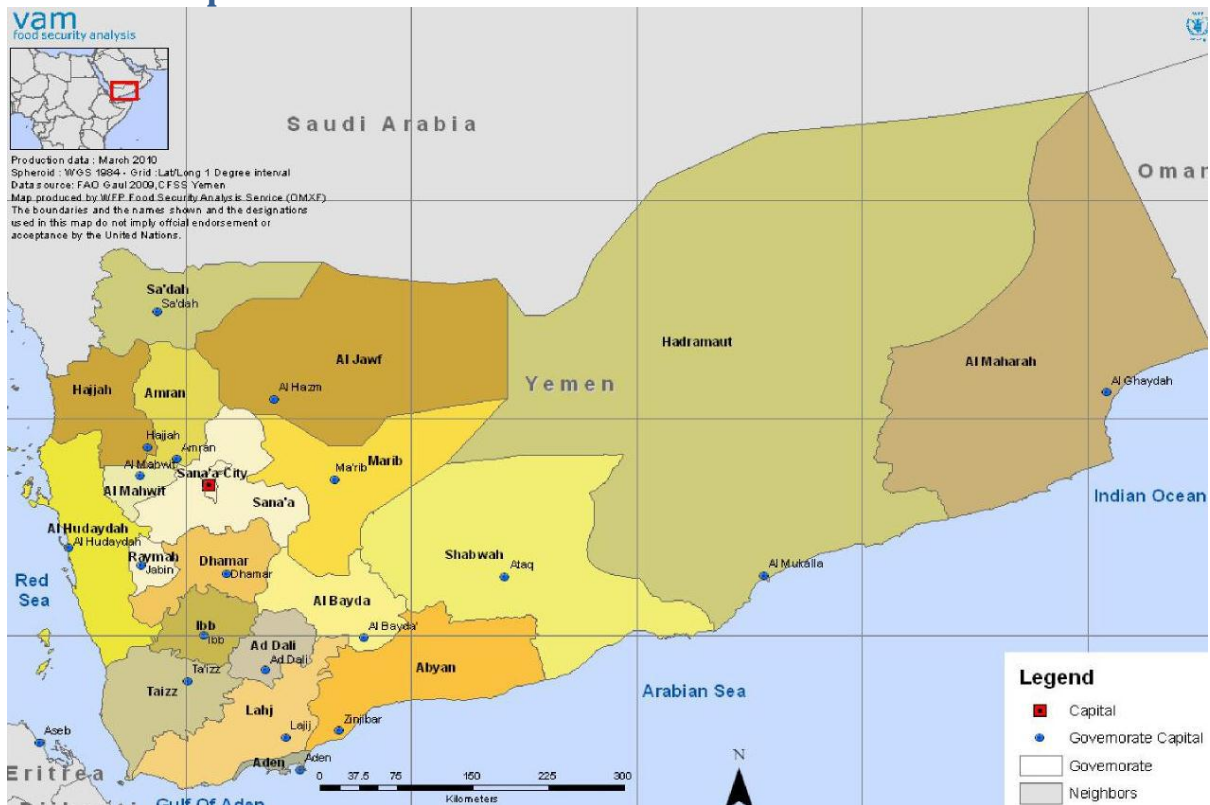 vam
food security analysis
Production data : March 2010
Spheroid : WGS 1984 - Grid :Lat/Long 1 Degree interval
Data source: FAO Gaul 2009,CFSS Yemen
Map produced by WFP Food Security Analysis Service (OMXF)
The boundaries and the names shown and the designations
used in this map do not imply official endorsement or
acceptance by the United Nations.
Saudi Arabia
Oman
Sa'dah
Sa'dah
Hadramaut
Al Jawf
Al Maharah
Yemen
Al Hazm
Al Ghaydah
Hajjah
Amran
Hajjah
Amran
Marib
Al Mahwit
Sana'a City
Ma'rib
Al Mahwit
Sana'a
Indian Ocean
Al Hudaydah
Al Hudaydah
Raymah
Jabin
Dhamar
Dhamar
Shabwah
Ataq
Al Mukalla
Red
Sea
Al Bayda
Al Bayda'
Ibb
Ibb
Ad Dali
Ad Dali
Abyan
Ta'izz
Taizz
Arabian Sea
Lahj
Lajij
Zinjibar
Aseb
Aden
Aden
Eritrea
Gulf Of Aden
0 37.5 75 150 225 300
Kilometers
N
Legend
Capital
Governorate Capital
Governorate
Neighbors